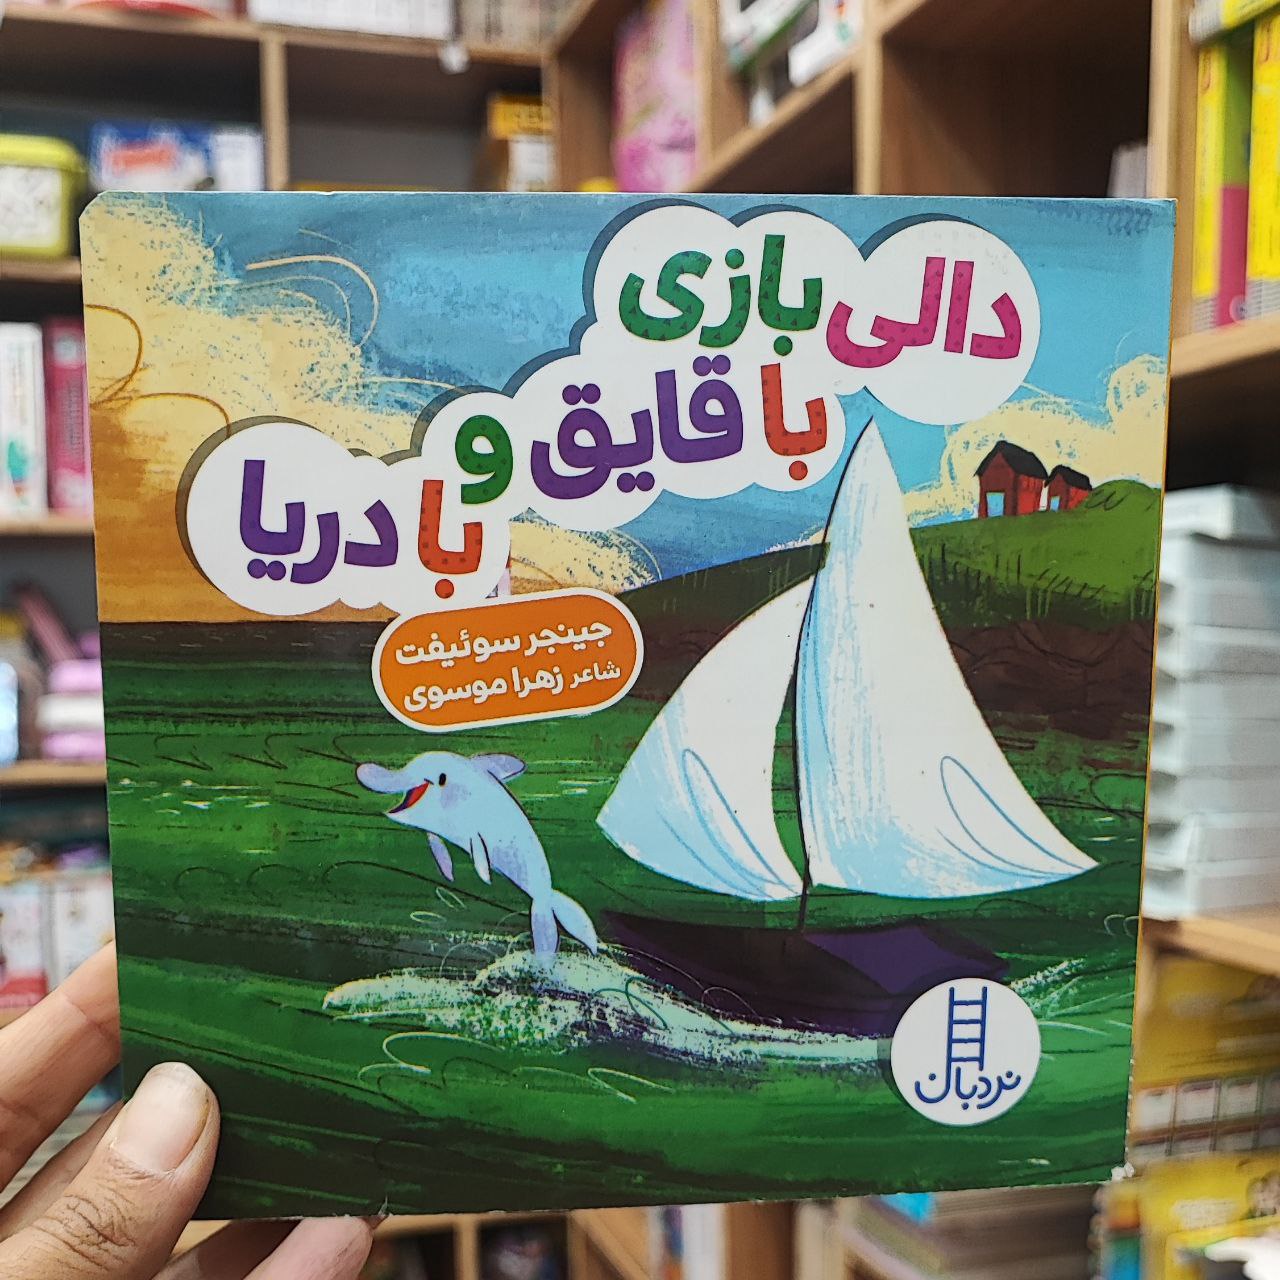 دالی بازی
با قایق و
با دریا
جینجر سوئیفت
شاعر زهرا موسوی
نردبان